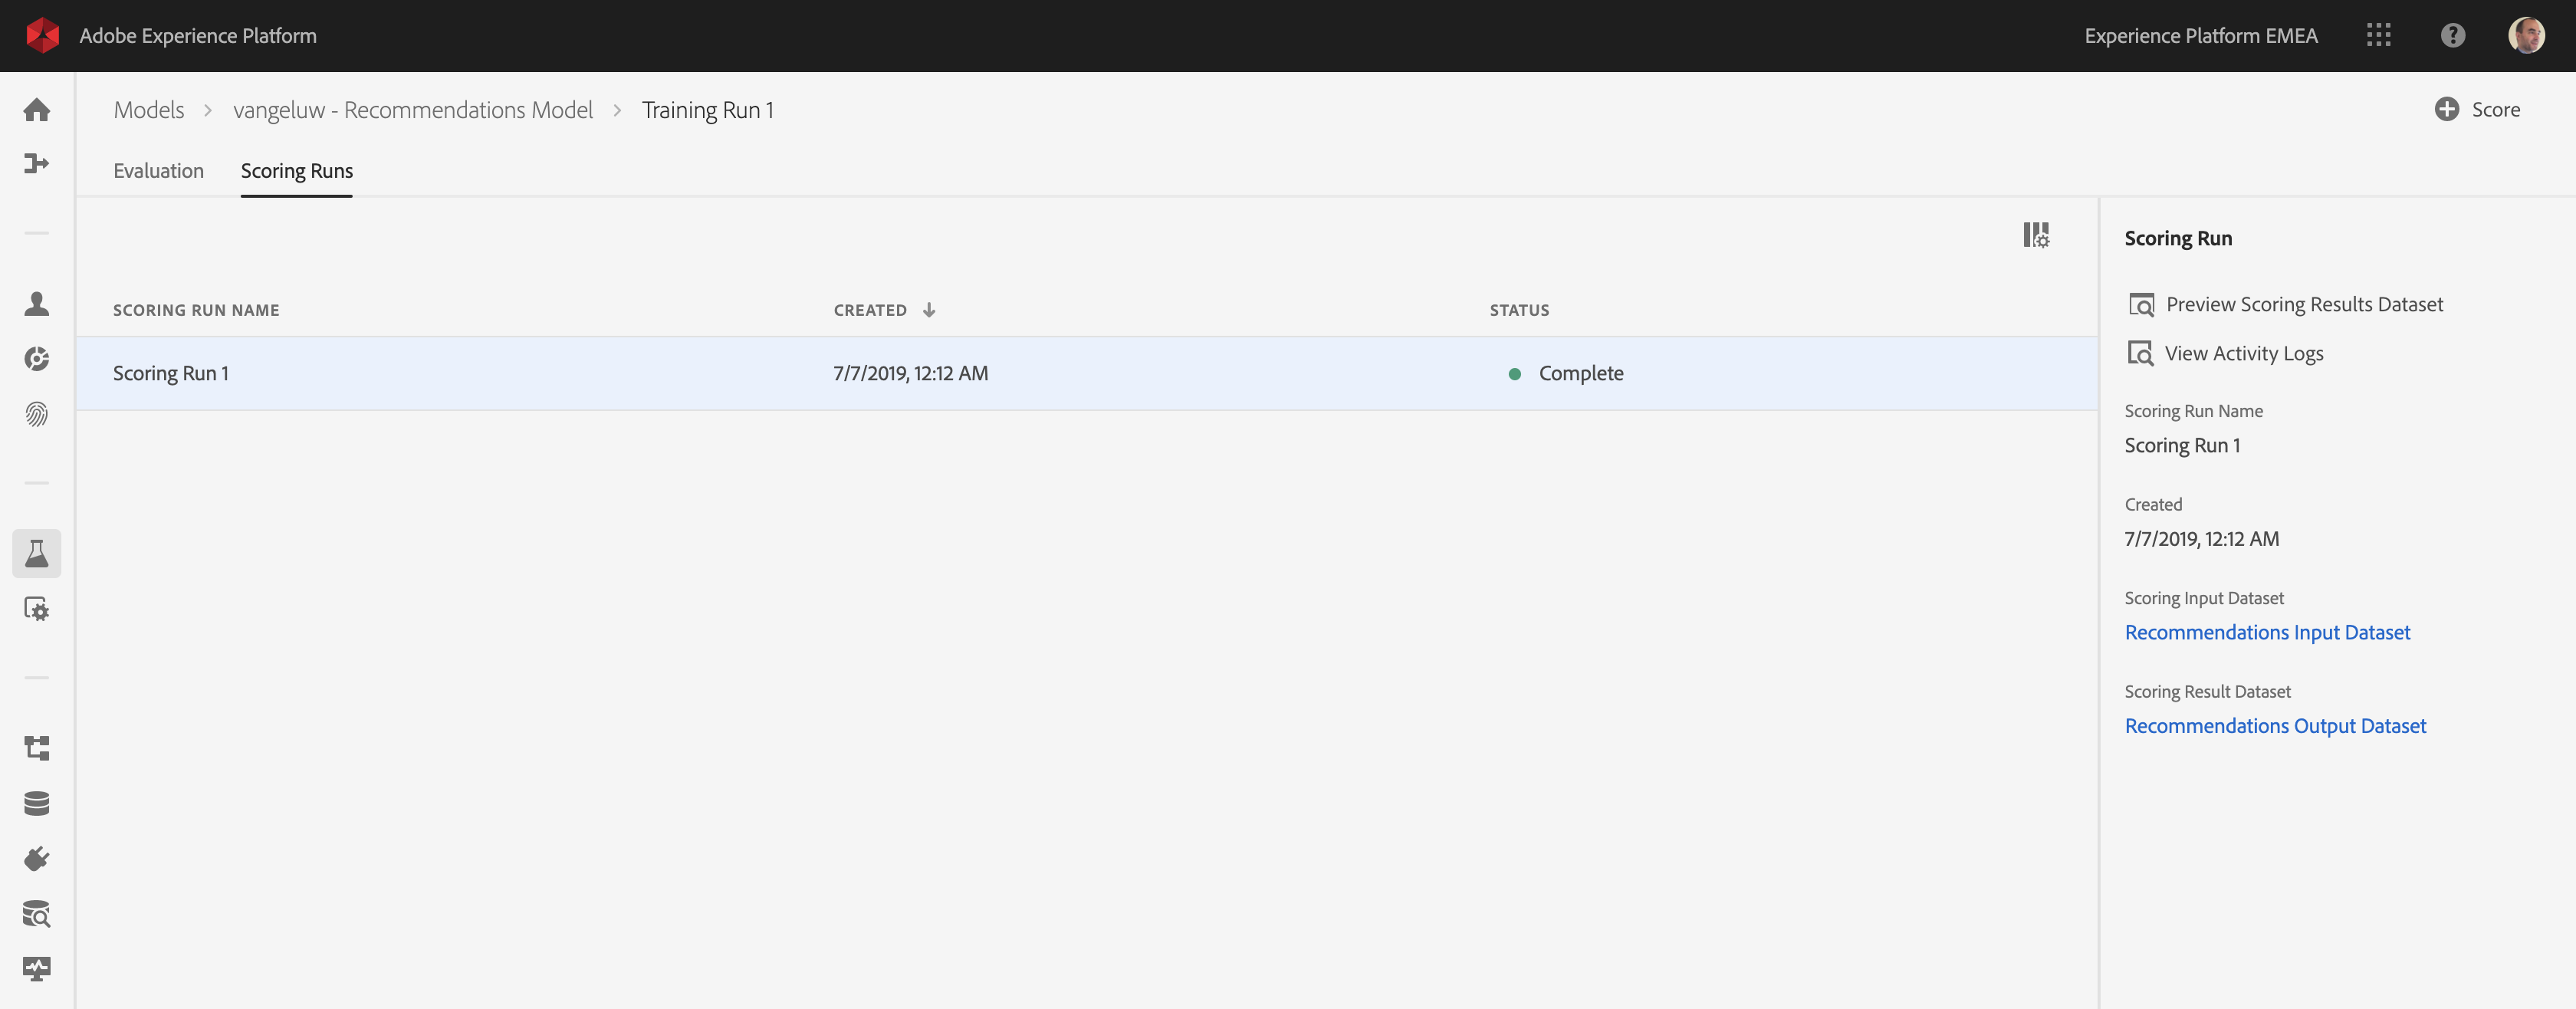 Adobe Experience Platform
Experience Platform EMEA
Models > vangeluw - Recommendations Model > Training Run 1
Score
Evaluation
Scoring Runs
SCORING RUN NAME
CREATED
STATUS
Scoring Run 1
7/7/2019, 12:12 AM
Complete
Scoring Run
Preview Scoring Results Dataset
View Activity Logs
Scoring Run Name
Scoring Run 1
Created
7/7/2019, 12:12 AM
Scoring Input Dataset
Recommendations Input Dataset
Scoring Result Dataset
Recommendations Output Dataset